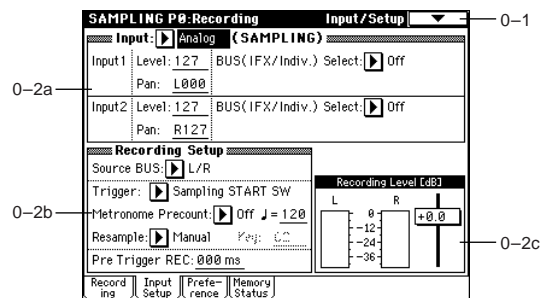 SAMPLING P0:Recording Input/Setup
0–1
Input: Analog (SAMPLING)
Input1 Level: 127 BUS(IFX/Indiv.) Select: Off
Pan: L000
0–2a
Input2 Level: 127 BUS(IFX/Indiv.) Select: Off
Pan: R127
Recording Setup
Source BUS: L/R
Trigger: Sampling START SW
0–2b
Metronome Precount: Off ♩=120
Resample: Manual Key: C2
Pre Trigger REC: 000 ms
Recording Level [dB]
L R
0
+0.0
-12
-24
-36
0–2c
Record
ing
Input
Setup
Prefe-
rence
Memory
Status